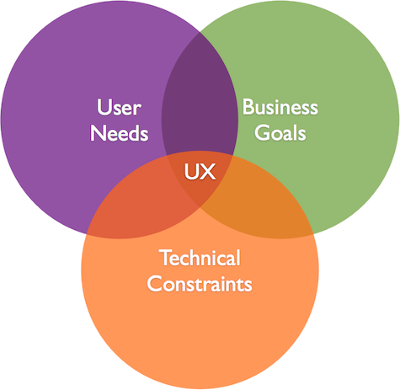 User
Needs
Business
Goals
UX
Technical
Constraints